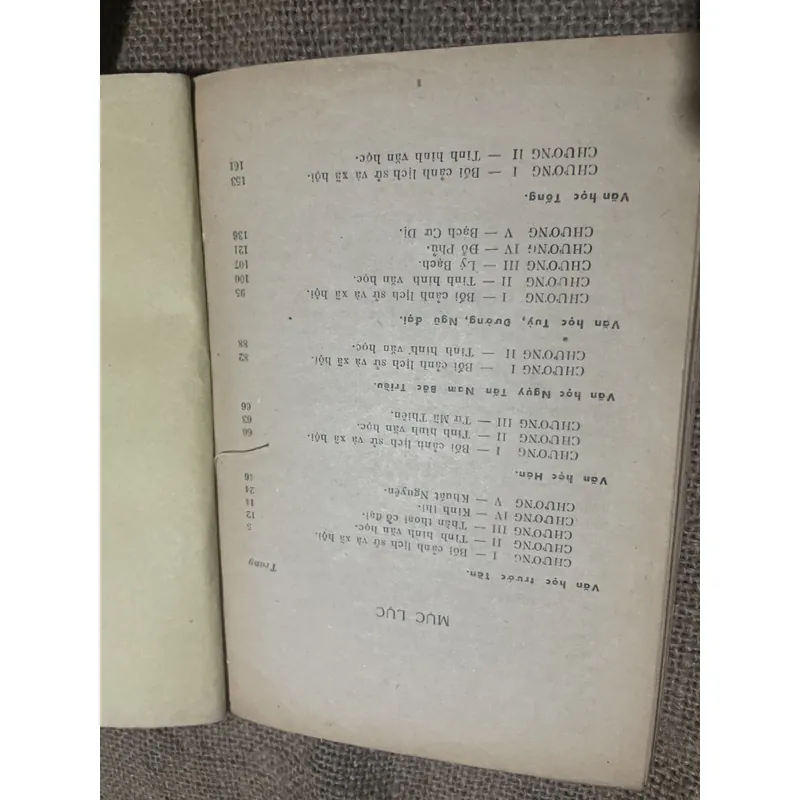 MỤC LỤC
Trang
Văn học trước Tần.
CHƯƠNG I — Bối cảnh lịch sử và xã hội. 5
CHƯƠNG II — Tình hình văn học. 12
CHƯƠNG III — Thần thoại cổ đại. 14
CHƯƠNG IV — Kinh thi. 24
CHƯƠNG V — Khuất Nguyên. 46
Văn học Hán.
CHƯƠNG I — Bối cảnh lịch sử và xã hội.
CHƯƠNG II — Tình hình văn học. 63
CHƯƠNG III — Tư Mã Thiên. 66
Văn học Ngụy Tấn Nam Bắc Triều.
CHƯƠNG I — Bối cảnh lịch sử và xã hội. 82
CHƯƠNG II — Tình hình văn học. 88
Văn học Tuỳ, Đường, Ngũ đại.
CHƯƠNG I — Bối cảnh lịch sử và xã hội. 95
CHƯƠNG II — Tình hình văn học. 100
CHƯƠNG III — Lý Bạch. 107
CHƯƠNG IV — Đỗ Phủ. 121
CHƯƠNG V — Bạch Cư Dị. 136
Văn học Tống.
CHƯƠNG I — Bối cảnh lịch sử và xã hội. 153
CHƯƠNG II — Tình hình văn học. 161